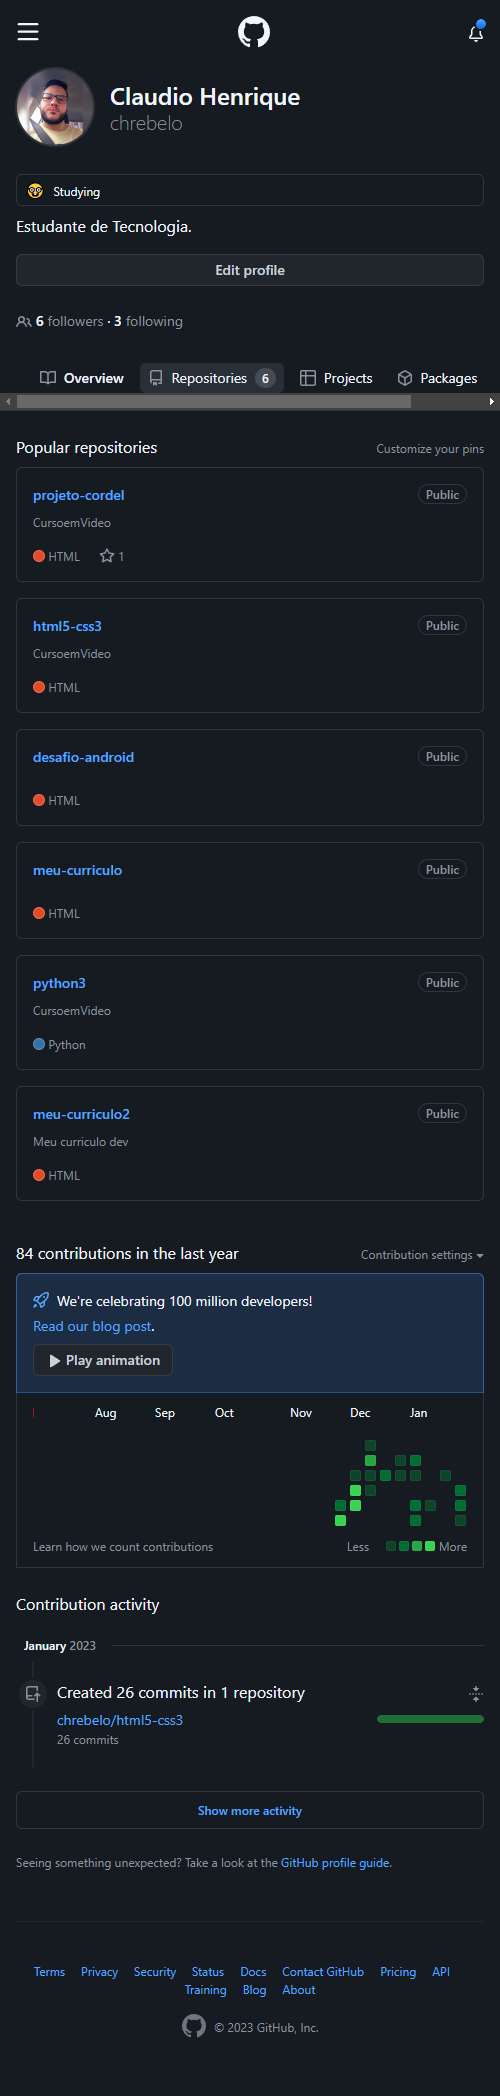 Claudio Henrique
chrebelo
Studying
Estudante de Tecnologia.
Edit profile
6 followers · 3 following
Overview Repositories 6 Projects Packages
Popular repositories Customize your pins
projeto-cordel Public
CursoemVideo
HTML 1
html5-css3 Public
CursoemVideo
HTML
desafio-android Public
HTML
meu-curriculo Public
HTML
python3 Public
CursoemVideo
Python
meu-curriculo2 Public
Meu curriculo dev
HTML
84 contributions in the last year Contribution settings
We're celebrating 100 million developers!
Read our blog post.
Play animation
Aug Sep Oct Nov Dec Jan
Learn how we count contributions Less More
Contribution activity
January 2023
Created 26 commits in 1 repository
chrebelo/html5-css3
26 commits
Show more activity
Seeing something unexpected? Take a look at the GitHub profile guide.
Terms Privacy Security Status Docs Contact GitHub Pricing API
Training Blog About
© 2023 GitHub, Inc.